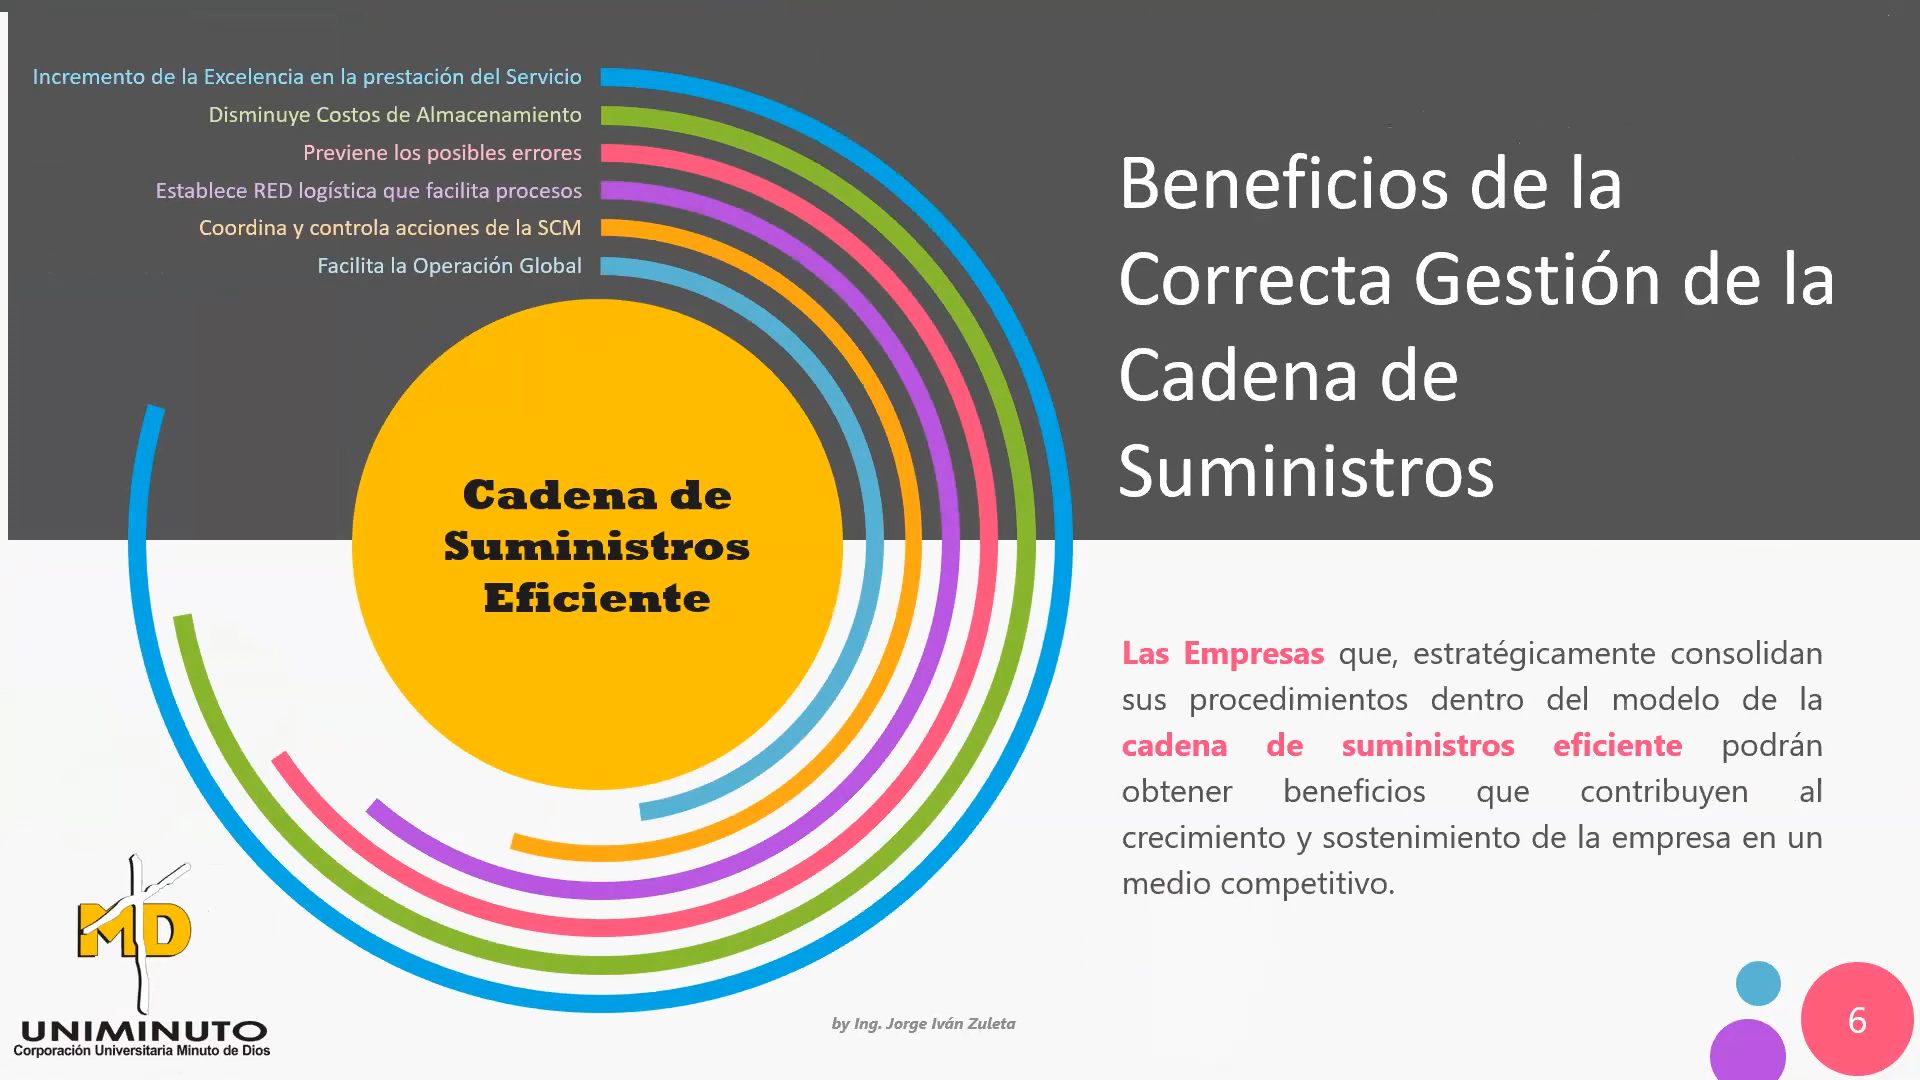 Incremento de la Excelencia en la prestación del Servicio
Disminuye Costos de Almacenamiento
Previene los posibles errores
Establece RED logística que facilita procesos
Coordina y controla acciones de la SCM
Facilita la Operación Global
Cadena de
Suministros
Eficiente
Beneficios de la
Correcta Gestión de la
Cadena de
Suministros
Las Empresas que, estratégicamente consolidan
sus procedimientos dentro del modelo de la
cadena de suministros eficiente podrán
obtener beneficios que contribuyen al
crecimiento y sostenimiento de la empresa en un
medio competitivo.
MD
UNIMINUTO
Corporación Universitaria Minuto de Dios
by Ing. Jorge Iván Zuleta
6